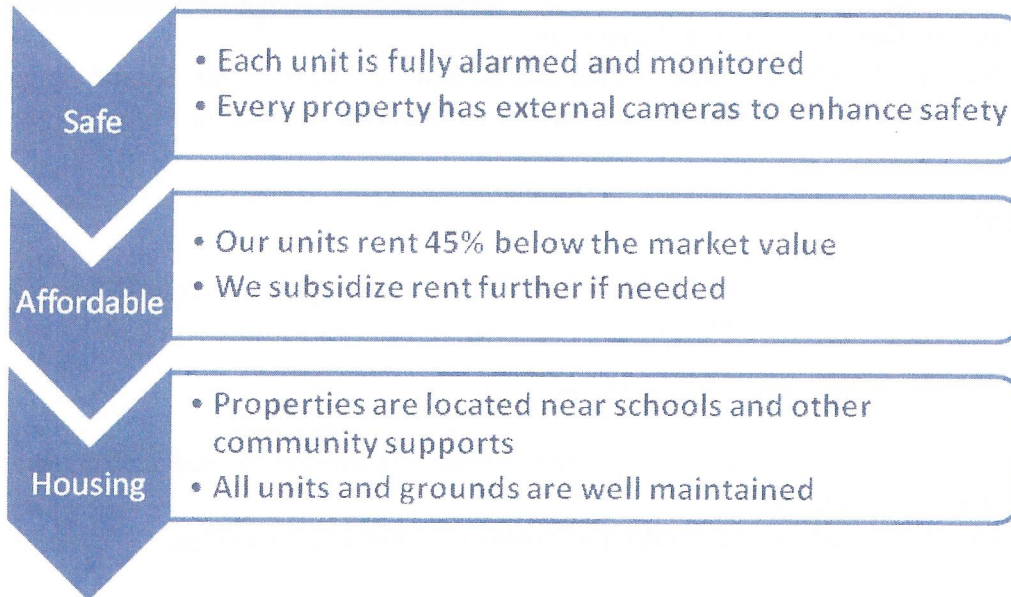 Safe
• Each unit is fully alarmed and monitored
• Every property has external cameras to enhance safety
Affordable
• Our units rent 45% below the market value
• We subsidize rent further if needed
Housing
• Properties are located near schools and other
community supports
• All units and grounds are well maintained